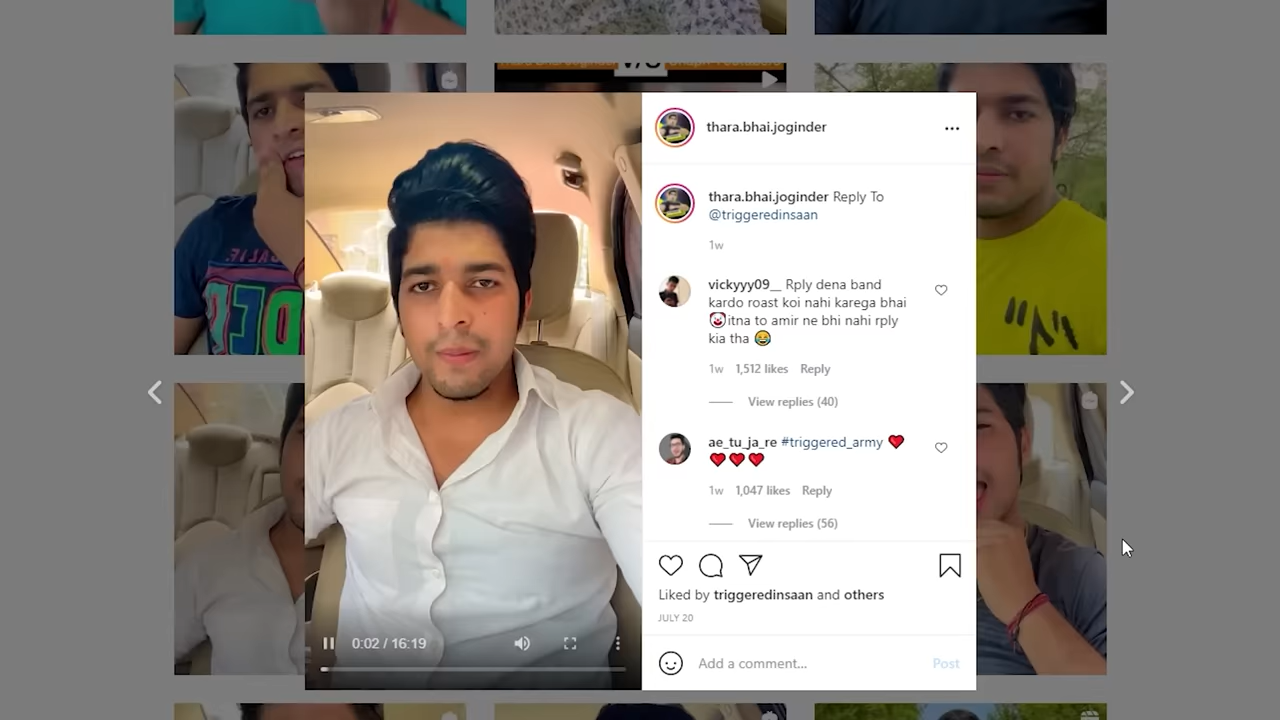 V/S
thara.bhai.joginder
thara.bhai.joginder Reply To
@triggeredinsaan
1w
vickyyy09__ Rply dena band
kardo roast koi nahi karega bhai
🤡itna to amir ne bhi nahi rply
kia tha 😂
1w 1,512 likes Reply
View replies (40)
ae_tu_ja_re #triggered_army ❤️
❤️❤️❤️
1w 1,047 likes Reply
View replies (56)
Liked by triggeredinsaan and others
JULY 20
0:02 / 16:19
Add a comment... Post